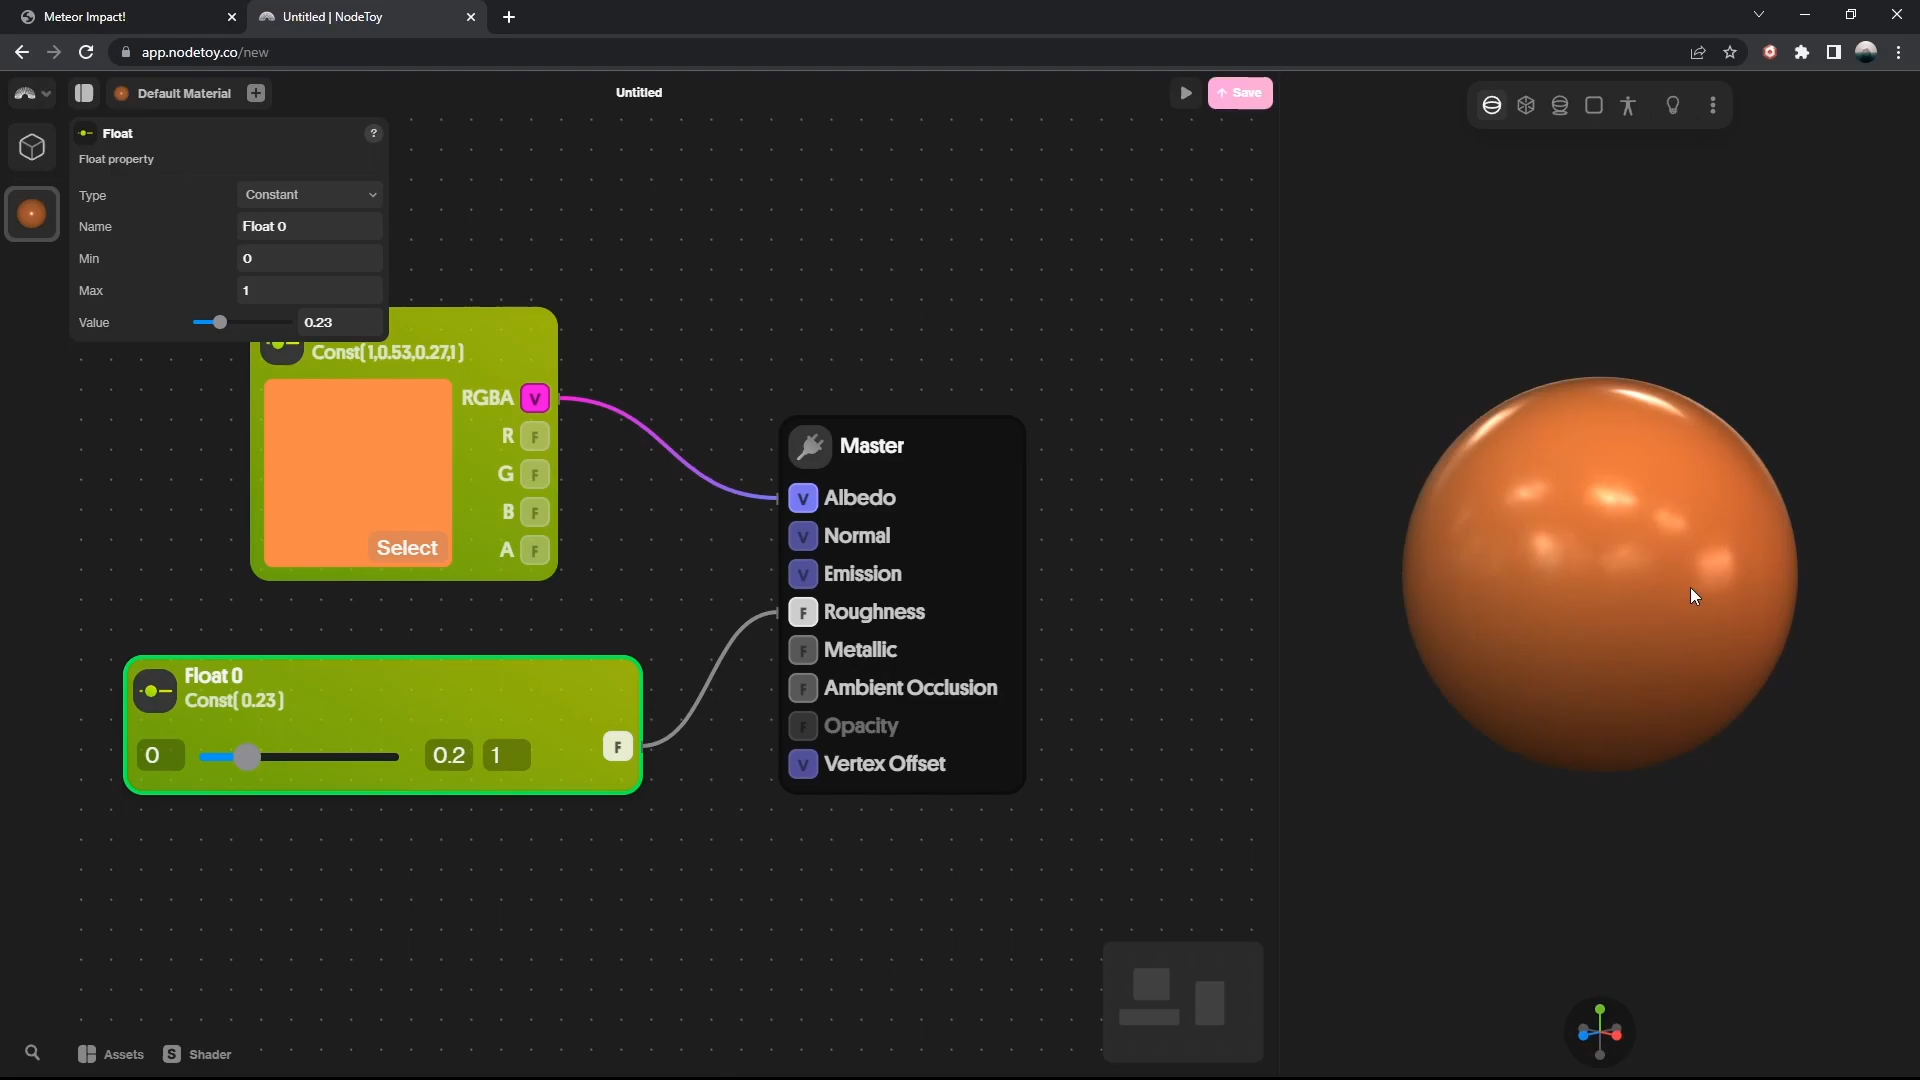 Meteor Impact!
Untitled | NodeToy
app.nodetoy.co/new
Default Material
Untitled
Save
Float
?
Float property
Type
Constant
Name
Float 0
Min
0
Max
1
Value
0.23
Const(1,0.53,0.27,1)
RGBA V
R F
G F
B F
A F
Select
Master
V Albedo
V Normal
V Emission
F Roughness
F Metallic
F Ambient Occlusion
F Opacity
V Vertex Offset
Float 0
Const( 0.23 )
0
0.2
1
F
Assets
S Shader